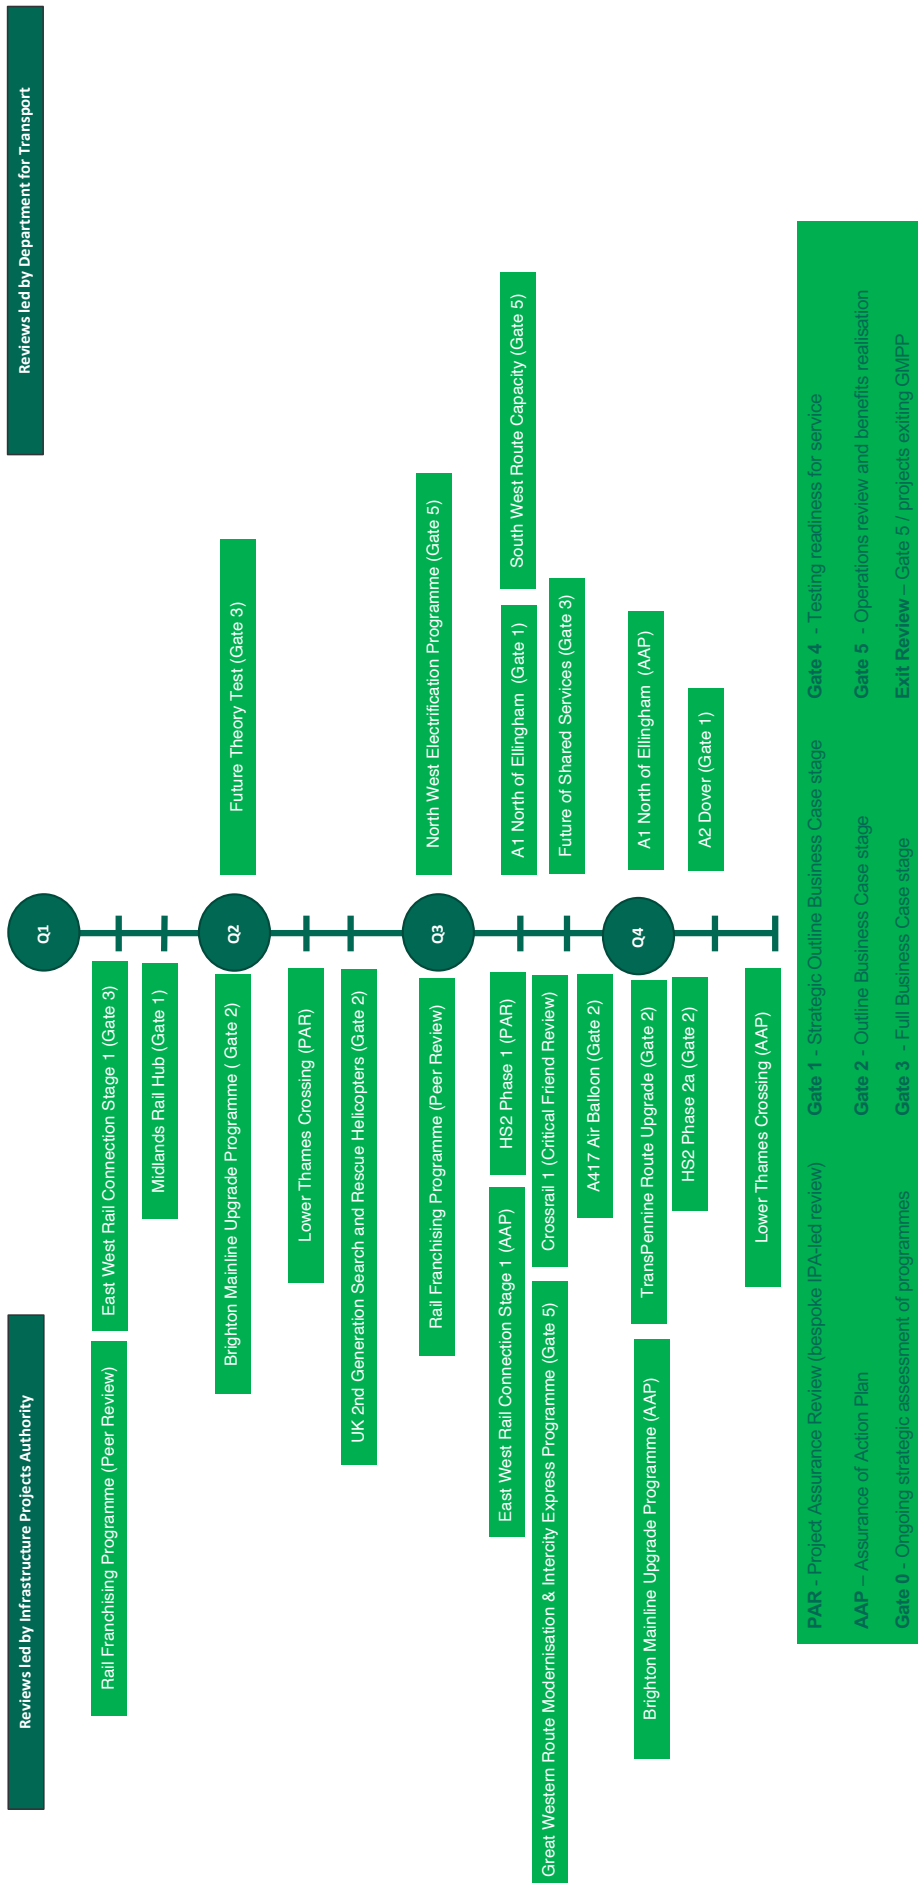 Reviews led by Infrastructure Projects Authority
Reviews led by Department for Transport
Q1
Rail Franchising Programme (Peer Review)
East West Rail Connection Stage 1 (Gate 3)
Midlands Rail Hub (Gate 1)
Q2
Brighton Mainline Upgrade Programme ( Gate 2)
Future Theory Test (Gate 3)
Lower Thames Crossing (PAR)
UK 2nd Generation Search and Rescue Helicopters (Gate 2)
Q3
Rail Franchising Programme (Peer Review)
North West Electrification Programme (Gate 5)
East West Rail Connection Stage 1 (AAP)
HS2 Phase 1 (PAR)
A1 North of Ellingham (Gate 1)
South West Route Capacity (Gate 5)
Great Western Route Modernisation & Intercity Express Programme (Gate 5)
Crossrail 1 (Critical Friend Review)
Future of Shared Services (Gate 3)
A417 Air Balloon (Gate 2)
Q4
Brighton Mainline Upgrade Programme (AAP)
TransPennine Route Upgrade (Gate 2)
A1 North of Ellingham (AAP)
HS2 Phase 2a (Gate 2)
A2 Dover (Gate 1)
Lower Thames Crossing (AAP)
PAR - Project Assurance Review (bespoke IPA-led review)
AAP – Assurance of Action Plan
Gate 0 - Ongoing strategic assessment of programmes
Gate 1 - Strategic Outline Business Case stage
Gate 2 - Outline Business Case stage
Gate 3 - Full Business Case stage
Gate 4 - Testing readiness for service
Gate 5 - Operations review and benefits realisation
Exit Review – Gate 5 / projects exiting GMPP